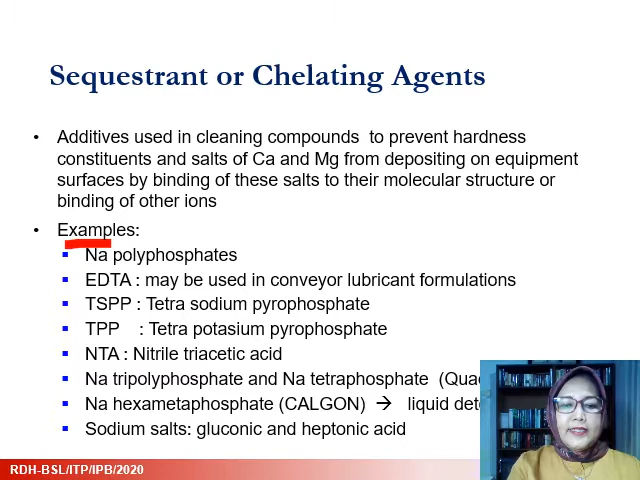 Sequestrant or Chelating Agents
• Additives used in cleaning compounds to prevent hardness
constituents and salts of Ca and Mg from depositing on equipment
surfaces by binding of these salts to their molecular structure or
binding of other ions
• Examples:
▪ Na polyphosphates
▪ EDTA : may be used in conveyor lubricant formulations
▪ TSPP : Tetra sodium pyrophosphate
▪ TPP : Tetra potasium pyrophosphate
▪ NTA : Nitrile triacetic acid
▪ Na tripolyphosphate and Na tetraphosphate
▪ Na hexametaphosphate (CALGON) → liquid
▪ Sodium salts: gluconic and heptonic acid
RDH-BSL/ITP/IPB/2020